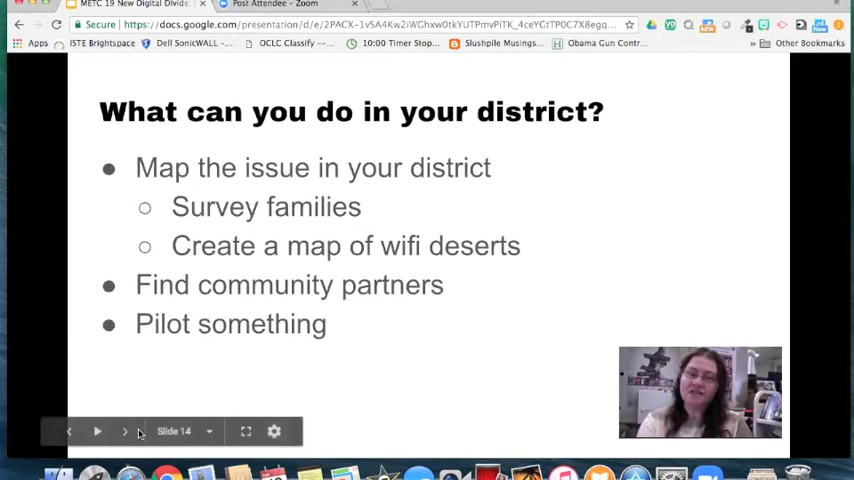 METC 19 New Digital Divide:
Post Attendee - Zoom
Secure
https://docs.google.com/presentation/d/e/2PACX-1vSA4Kw2iWGhxw0tkYUTPmvPiTK_4ceYGtTP0C7X8egq...
Apps
ISTE Brightspace
Dell SonicWALL -...
OCLC Classify -...
10:00 Timer Stop...
Slushpile Musings...
Obama Gun Contr...
»
Other Bookmarks
What can you do in your district?
● Map the issue in your district
○ Survey families
○ Create a map of wifi deserts
● Find community partners
● Pilot something
Slide 14